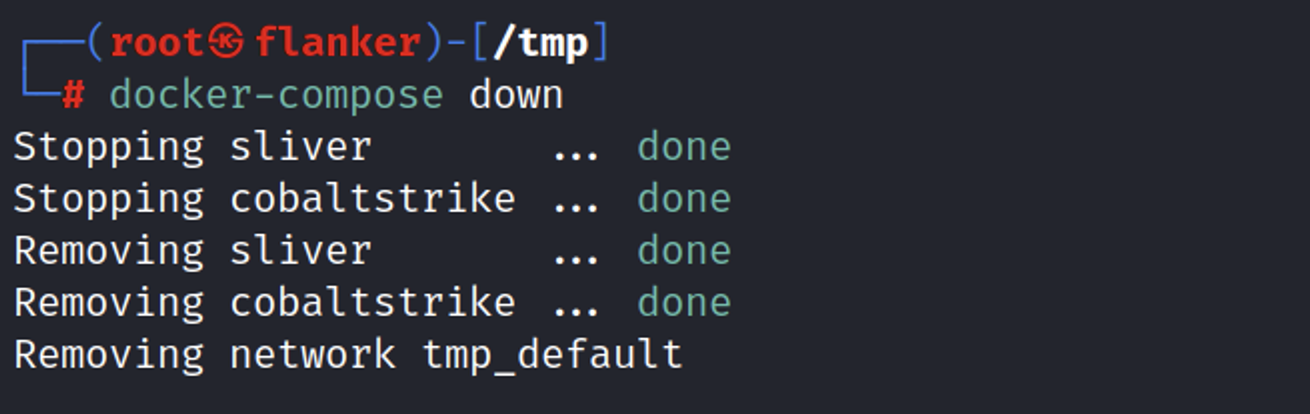 ┌──(root㉿flanker)-[/tmp]
└─# docker-compose down
Stopping sliver       ... done
Stopping cobaltstrike ... done
Removing sliver       ... done
Removing cobaltstrike ... done
Removing network tmp_default